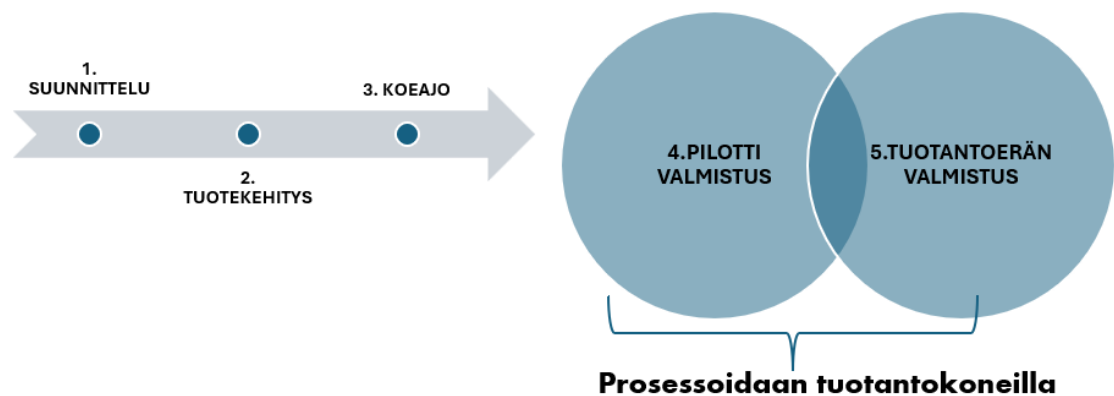 1.
SUUNNITTELU
2.
TUOTEKEHITYS
3. KOEAJO
4.PILOTTI
VALMISTUS
5.TUOTANTOERÄN
VALMISTUS
Prosessoidaan tuotantokoneilla